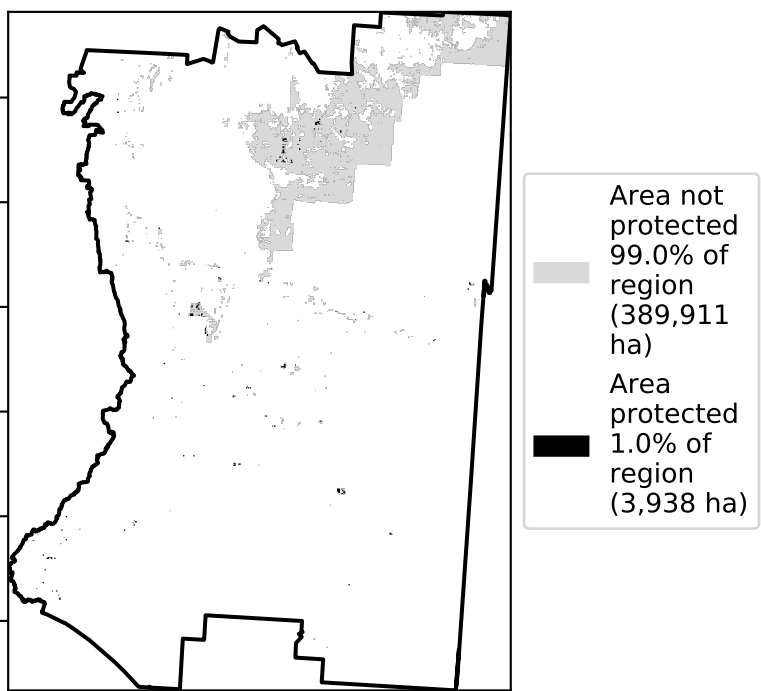 Area not
protected
99.0% of
region
(389,911
ha)
Area
protected
1.0% of
region
(3,938 ha)